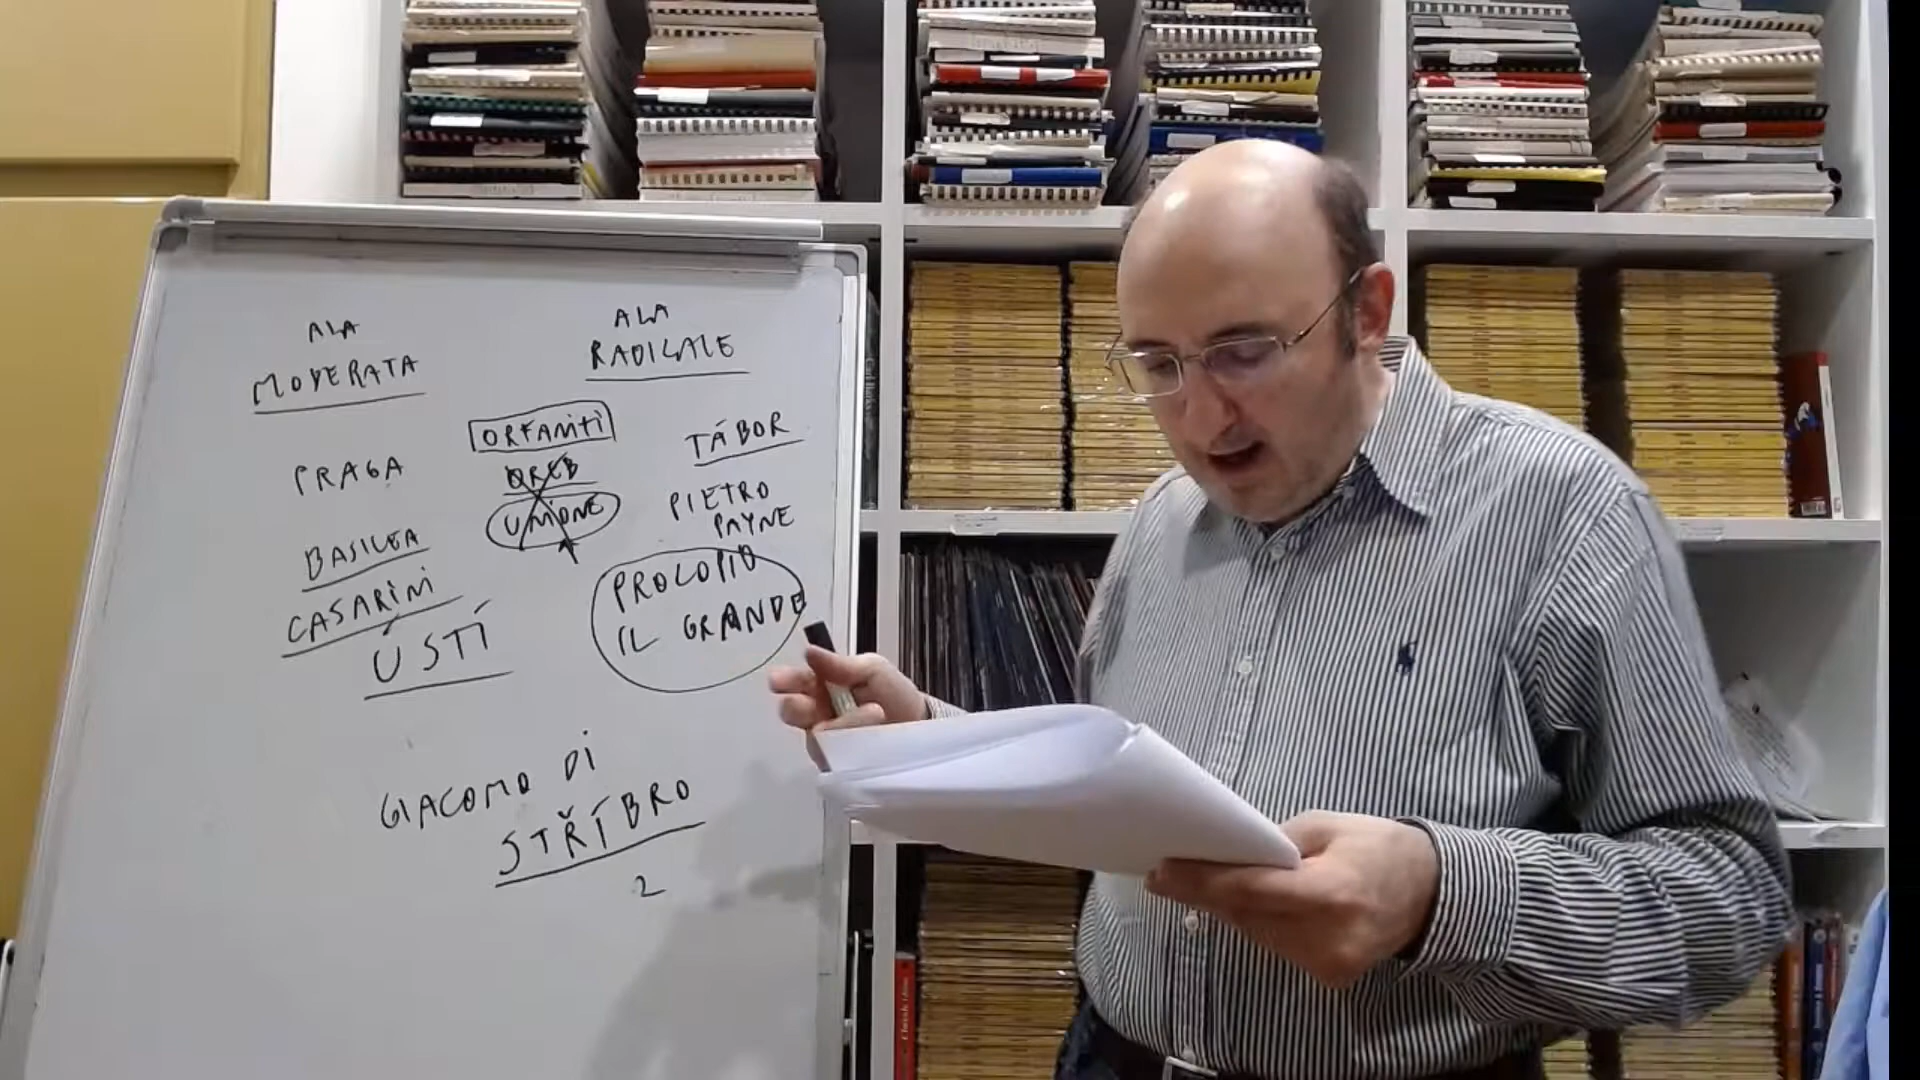 ALA
MODERATA
ALA
RADICALE
ORFANITI
OREB
UNIONE
TÁBOR
PRAGA
PIETRO
PAYNE
BASILEA
CASARINI
ÚSTÍ
PROCOPIO
IL GRANDE
GIACOMO DI
STŘÍBRO
2